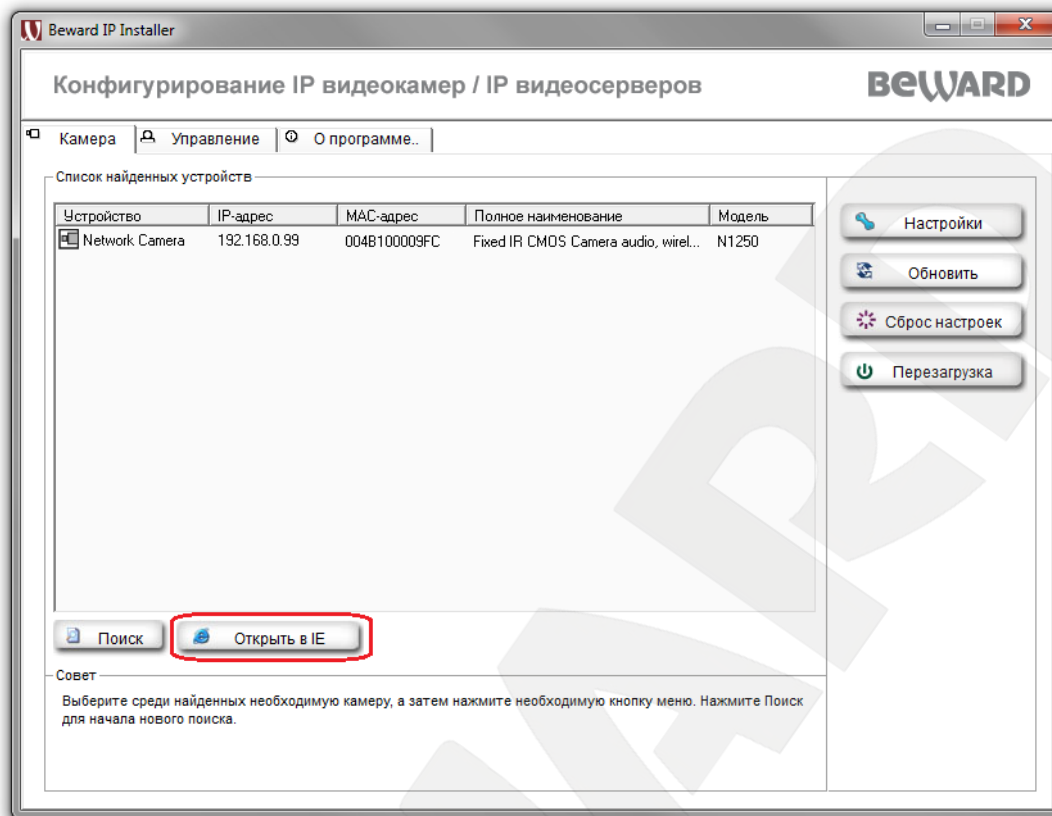 Beward IP Installer
Конфигурирование IP видеокамер / IP видеосерверов
BEWARD
Камера
Управление
О программе..
Список найденных устройств
Устройство IP-адрес MAC-адрес Полное наименование Модель
Network Camera 192.168.0.99 004B100009FC Fixed IR CMOS Camera audio, wirel... N1250
Настройки
Обновить
Сброс настроек
Перезагрузка
Поиск
Открыть в IE
Совет
Выберите среди найденных необходимую камеру, а затем нажмите необходимую кнопку меню. Нажмите Поиск
для начала нового поиска.